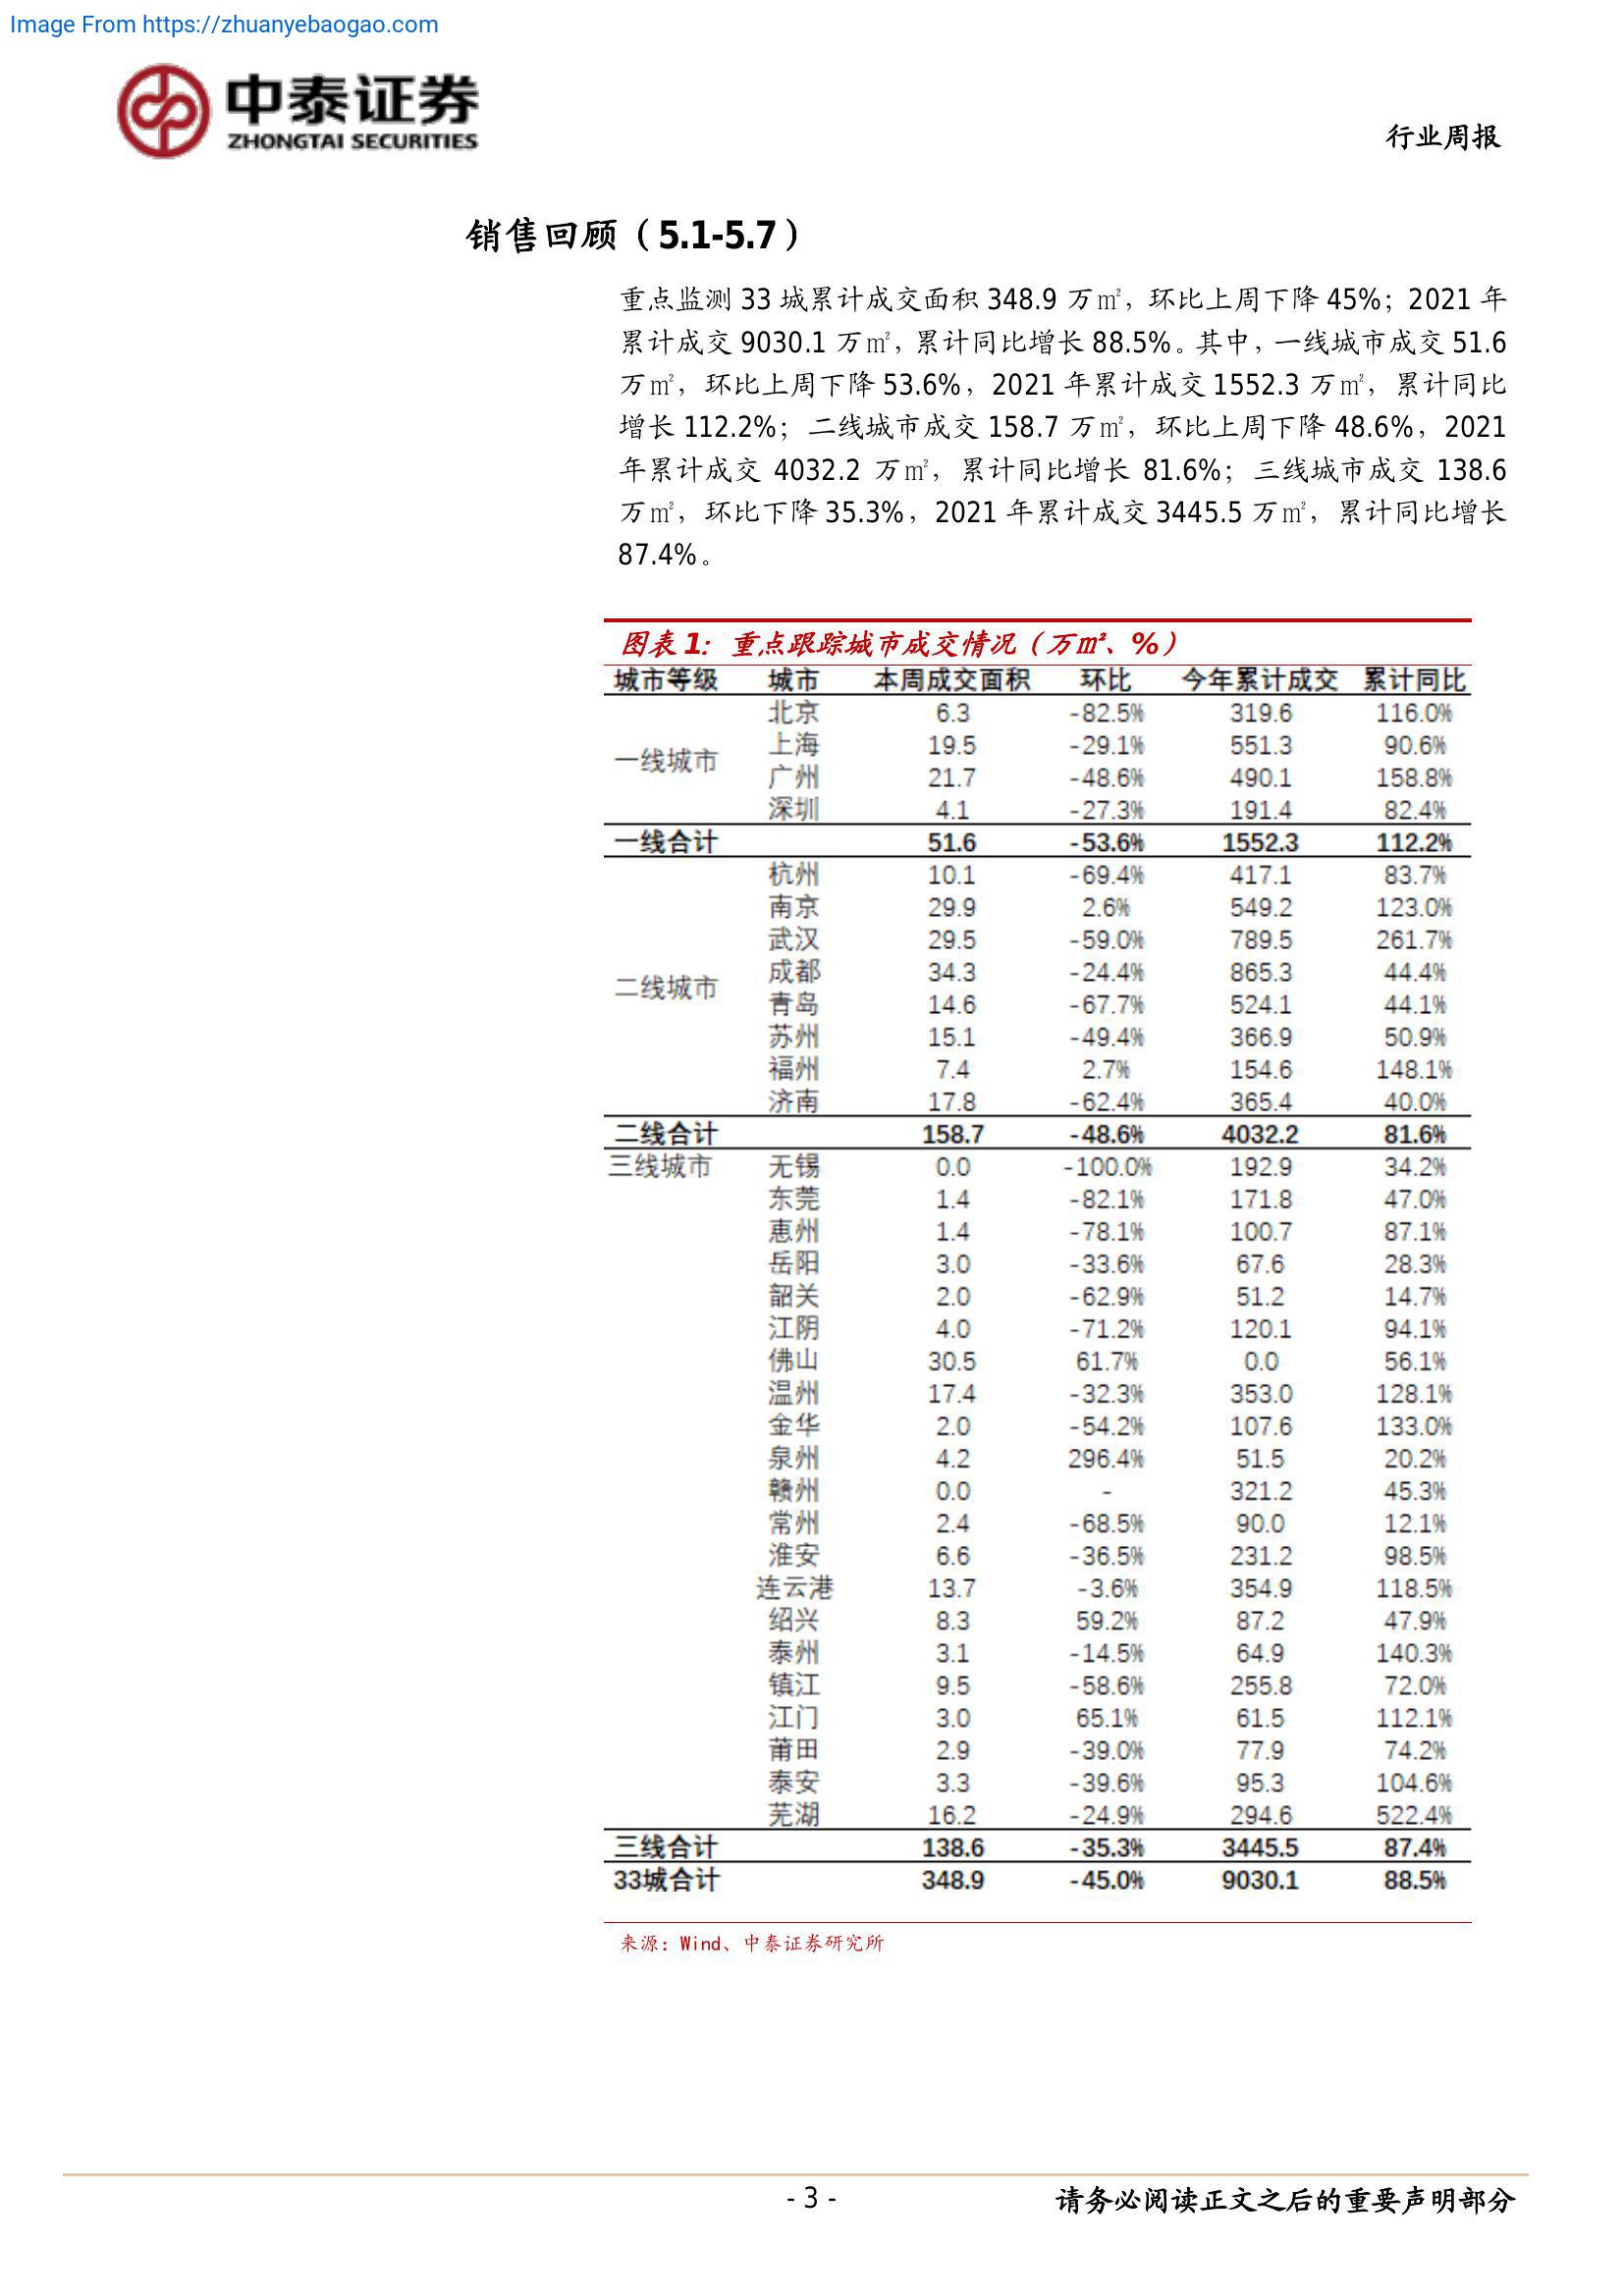 Image From https://zhuanyebaogao.com
中泰证券
ZHONGTAI SECURITIES
行业周报
销售回顾（5.1-5.7）
重点监测 33 城累计成交面积 348.9 万㎡，环比上周下降 45%；2021 年
累计成交 9030.1 万㎡，累计同比增长 88.5%。其中，一线城市成交 51.6
万㎡，环比上周下降 53.6%，2021 年累计成交 1552.3 万㎡，累计同比
增长 112.2%；二线城市成交 158.7 万㎡，环比上周下降 48.6%，2021
年累计成交 4032.2 万㎡，累计同比增长 81.6%；三线城市成交 138.6
万㎡，环比下降 35.3%，2021 年累计成交 3445.5 万㎡，累计同比增长
87.4%。
图表 1：重点跟踪城市成交情况（万㎡、%）
城市等级 城市 本周成交面积 环比 今年累计成交 累计同比
北京 6.3 -82.5% 319.6 116.0%
上海 19.5 -29.1% 551.3 90.6%
一线城市
广州 21.7 -48.6% 490.1 158.8%
深圳 4.1 -27.3% 191.4 82.4%
一线合计 51.6 -53.6% 1552.3 112.2%
杭州 10.1 -69.4% 417.1 83.7%
南京 29.9 2.6% 549.2 123.0%
武汉 29.5 -59.0% 789.5 261.7%
成都 34.3 -24.4% 865.3 44.4%
二线城市
青岛 14.6 -67.7% 524.1 44.1%
苏州 15.1 -49.4% 366.9 50.9%
福州 7.4 2.7% 154.6 148.1%
济南 17.8 -62.4% 365.4 40.0%
二线合计 158.7 -48.6% 4032.2 81.6%
三线城市 无锡 0.0 -100.0% 192.9 34.2%
东莞 1.4 -82.1% 171.8 47.0%
惠州 1.4 -78.1% 100.7 87.1%
岳阳 3.0 -33.6% 67.6 28.3%
韶关 2.0 -62.9% 51.2 14.7%
江阴 4.0 -71.2% 120.1 94.1%
佛山 30.5 61.7% 0.0 56.1%
温州 17.4 -32.3% 353.0 128.1%
金华 2.0 -54.2% 107.6 133.0%
泉州 4.2 296.4% 51.5 20.2%
赣州 0.0 - 321.2 45.3%
常州 2.4 -68.5% 90.0 12.1%
淮安 6.6 -36.5% 231.2 98.5%
连云港 13.7 -3.6% 354.9 118.5%
绍兴 8.3 59.2% 87.2 47.9%
泰州 3.1 -14.5% 64.9 140.3%
镇江 9.5 -58.6% 255.8 72.0%
江门 3.0 65.1% 61.5 112.1%
莆田 2.9 -39.0% 77.9 74.2%
泰安 3.3 -39.6% 95.3 104.6%
芜湖 16.2 -24.9% 294.6 522.4%
三线合计 138.6 -35.3% 3445.5 87.4%
33城合计 348.9 -45.0% 9030.1 88.5%
来源：Wind、中泰证券研究所
- 3 -
请务必阅读正文之后的重要声明部分